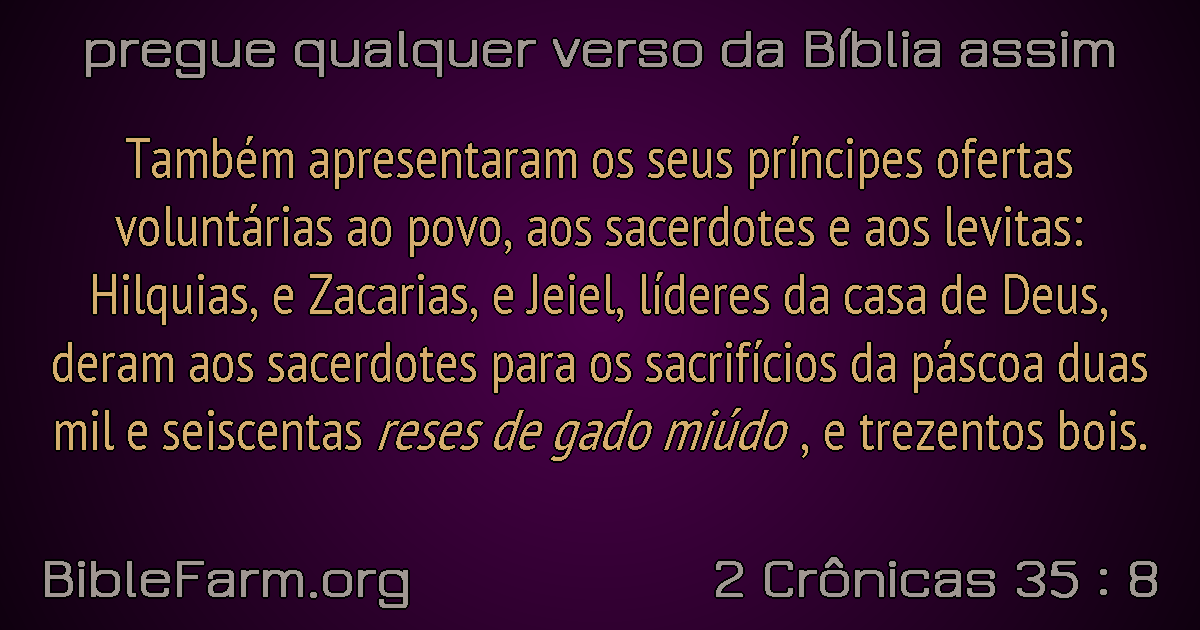 pregue qualquer verso da Bíblia assim
Também apresentaram os seus príncipes ofertas
voluntárias ao povo, aos sacerdotes e aos levitas:
Hilquias, e Zacarias, e Jeiel, líderes da casa de Deus,
deram aos sacerdotes para os sacrifícios da páscoa duas
mil e seiscentas reses de gado miúdo , e trezentos bois.
BibleFarm.org
2 Crônicas 35 : 8